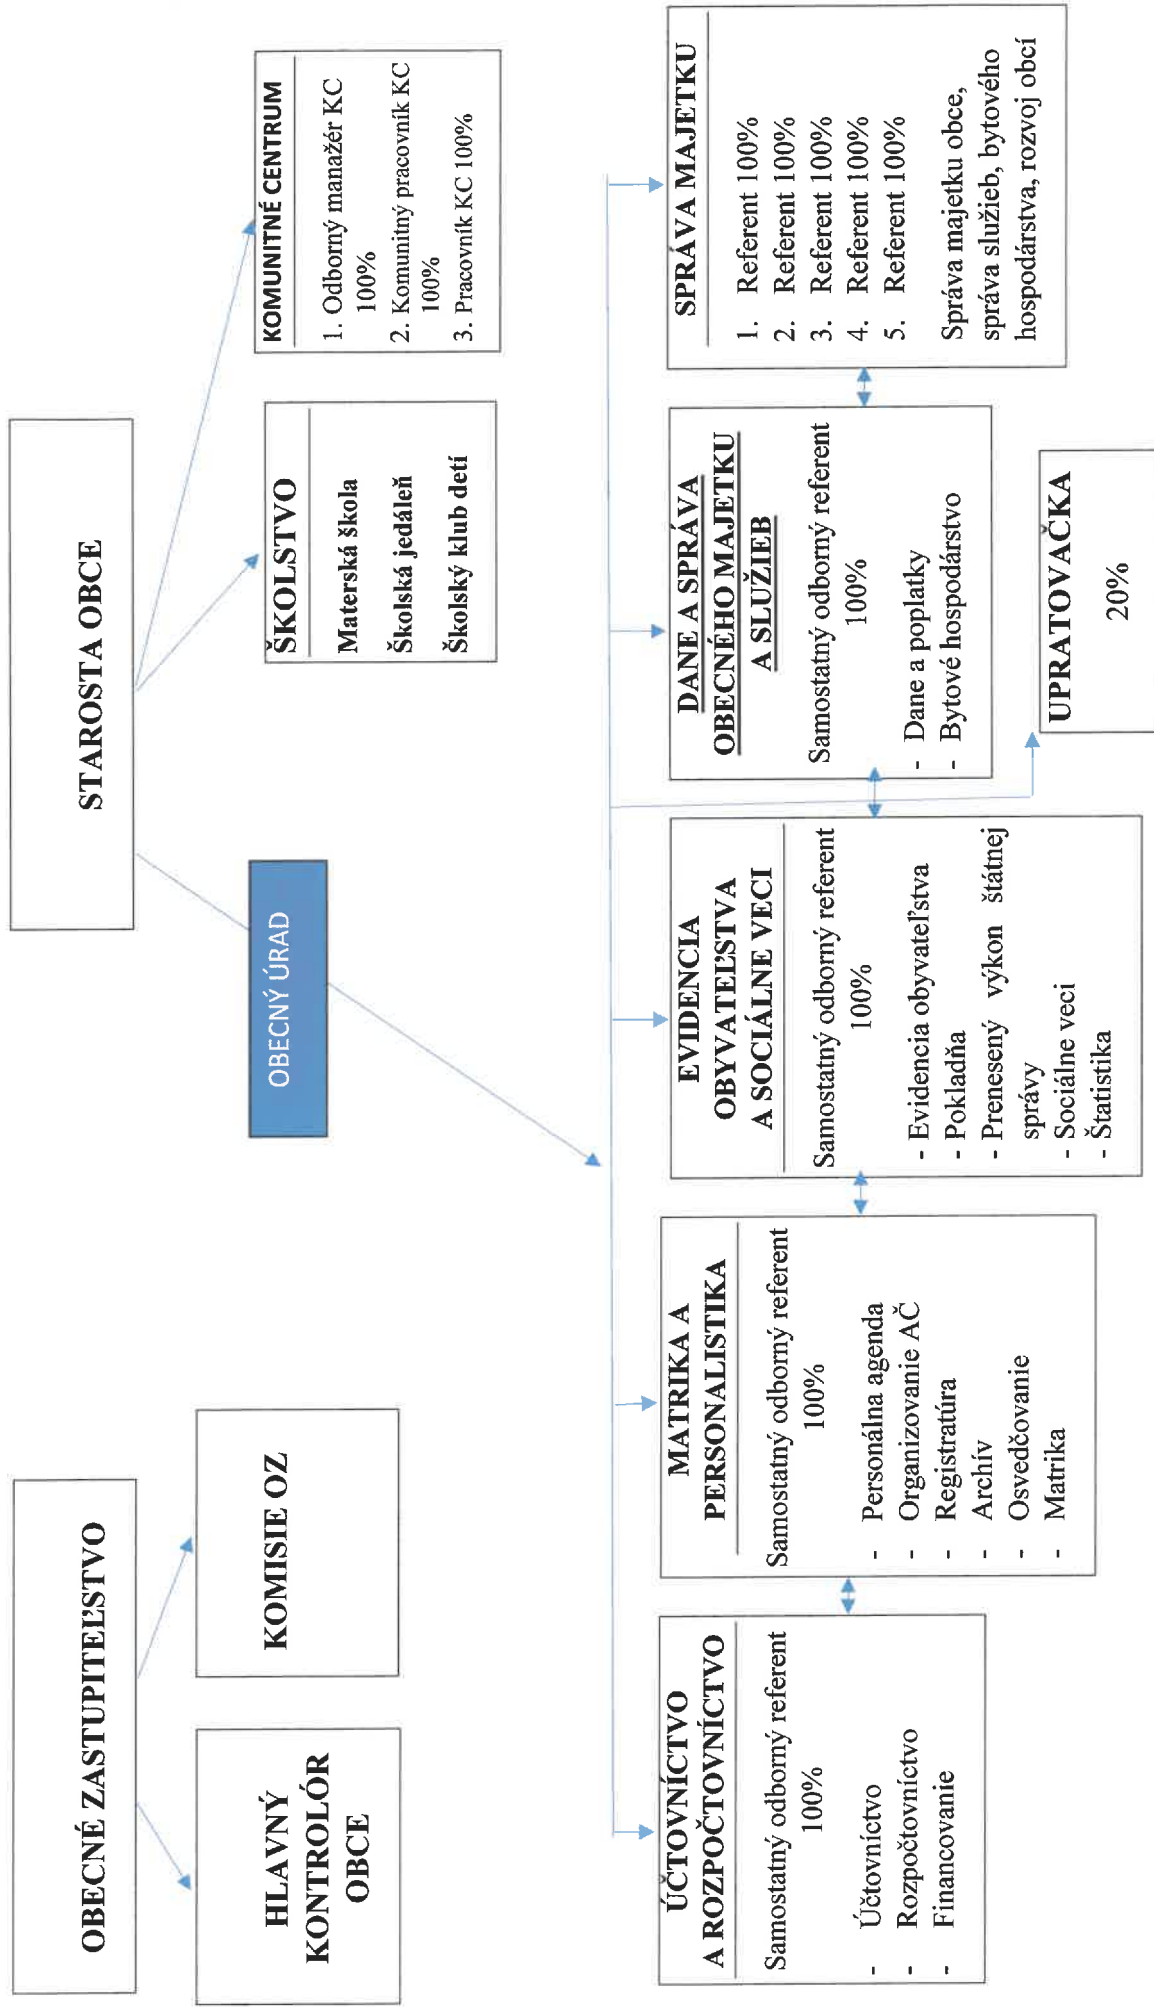 OBECNÉ ZASTUPITEĽSTVO
STAROSTA OBCE
HLAVNÝ
KONTROLÓR
OBCE
KOMISIE OZ
OBECNÝ ÚRAD
ŠKOLSTVO
Materská škola
Školská jedáleň
Školský klub detí
KOMUNITNÉ CENTRUM
1. Odborný manažér KC
100%
2. Komunitný pracovník KC
100%
3. Pracovník KC 100%
ÚČTOVNÍCTVO
A ROZPOČTOVNÍCTVO
Samostatný odborný referent
100%
- Účtovníctvo
- Rozpočtovníctvo
- Financovanie
MATRIKA A
PERSONALISTIKA
Samostatný odborný referent
100%
- Personálna agenda
- Organizovanie AČ
- Registratúra
- Archív
- Osvedčovanie
- Matrika
EVIDENCIA
OBYVATEĽSTVA
A SOCIÁLNE VECI
Samostatný odborný referent
100%
- Evidencia obyvateľstva
- Pokladňa
- Prenesený výkon štátnej
správy
- Sociálne veci
- Štatistika
DANE A SPRÁVA
OBECNÉHO MAJETKU
A SLUŽIEB
Samostatný odborný referent
100%
- Dane a poplatky
- Bytové hospodárstvo
SPRÁVA MAJETKU
1. Referent 100%
2. Referent 100%
3. Referent 100%
4. Referent 100%
5. Referent 100%
Správa majetku obce,
správa služieb, bytového
hospodárstva, rozvoj obcí
UPRATOVAČKA
20%